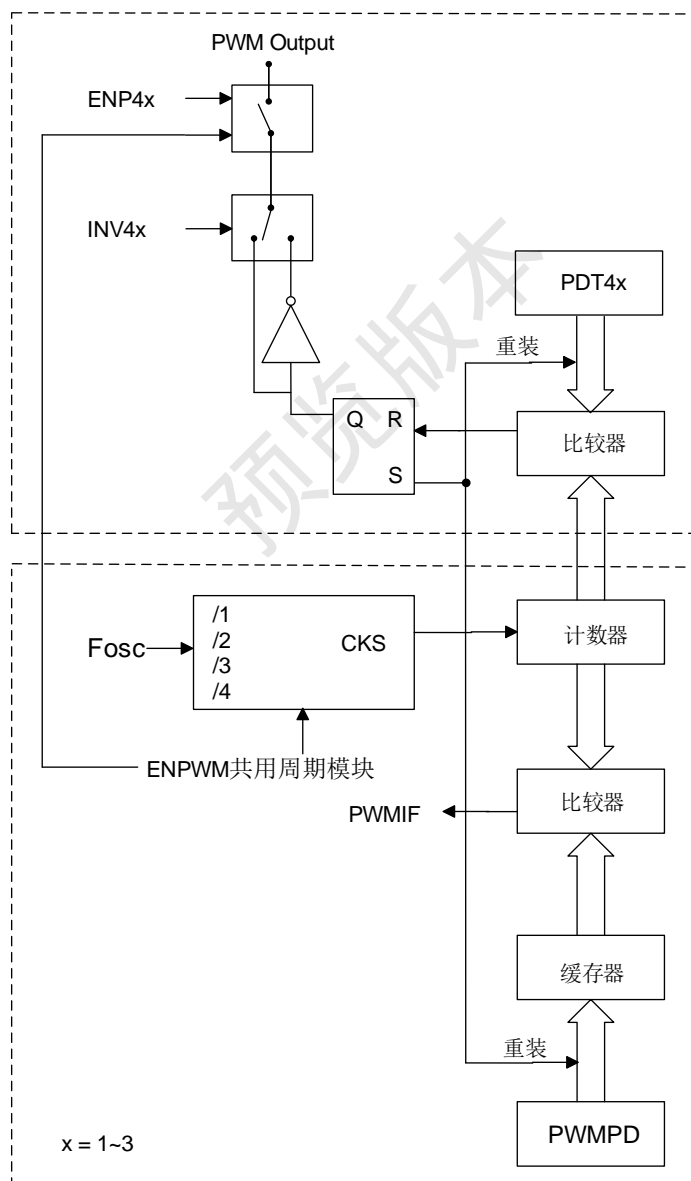 PWM Output
ENP4x
INV4x
PDT4x
重装
Q R
S
比较器
预览版本
/1
/2
/3
/4
CKS
Fosc
计数器
ENPWM共用周期模块
比较器
PWMIF
缓存器
重装
PWMPD
x = 1~3